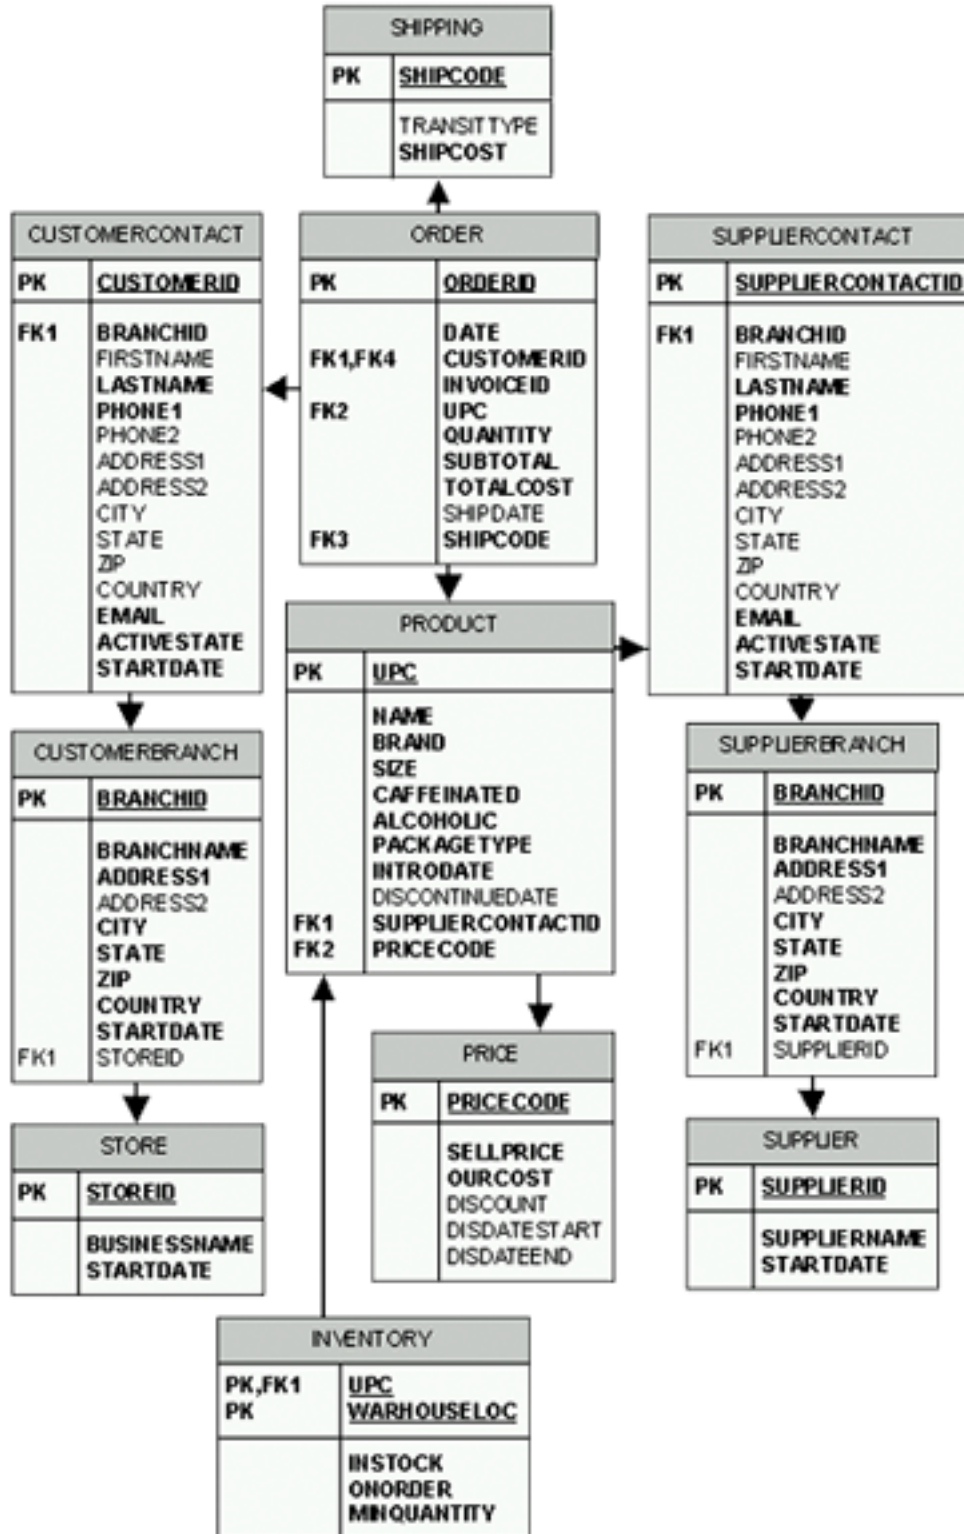 SHIPPING
PK SHIPCODE
TRANSITTYPE
SHIPCOST
CUSTOMERCONTACT
PK CUSTOMERID
FK1 BRANCHID
FIRSTNAME
LASTNAME
PHONE1
PHONE2
ADDRESS1
ADDRESS2
CITY
STATE
ZIP
COUNTRY
EMAIL
ACTIVESTATE
STARTDATE
ORDER
PK ORDERID
DATE
FK1,FK4 CUSTOMERID
INVOICEID
FK2 UPC
QUANTITY
SUBTOTAL
TOTALCOST
SHIPDATE
FK3 SHIPCODE
SUPPLIERCONTACT
PK SUPPLIERCONTACTID
FK1 BRANCHID
FIRSTNAME
LASTNAME
PHONE1
PHONE2
ADDRESS1
ADDRESS2
CITY
STATE
ZIP
COUNTRY
EMAIL
ACTIVESTATE
STARTDATE
PRODUCT
PK UPC
NAME
BRAND
SIZE
CAFFEINATED
ALCOHOLIC
PACKAGETYPE
INTRODATE
DISCONTINUEDATE
FK1 SUPPLIERCONTACTID
FK2 PRICECODE
CUSTOMERBRANCH
PK BRANCHID
BRANCHNAME
ADDRESS1
ADDRESS2
CITY
STATE
ZIP
COUNTRY
STARTDATE
FK1 STOREID
SUPPLIERBRANCH
PK BRANCHID
BRANCHNAME
ADDRESS1
ADDRESS2
CITY
STATE
ZIP
COUNTRY
STARTDATE
FK1 SUPPLIERID
PRICE
PK PRICECODE
SELLPRICE
OURCOST
DISCOUNT
DISDATESTART
DISDATEEND
STORE
PK STOREID
BUSINESSNAME
STARTDATE
SUPPLIER
PK SUPPLIERID
SUPPLIERNAME
STARTDATE
INVENTORY
PK,FK1 UPC
PK WARHOUSELOC
INSTOCK
ONORDER
MINQUANTITY